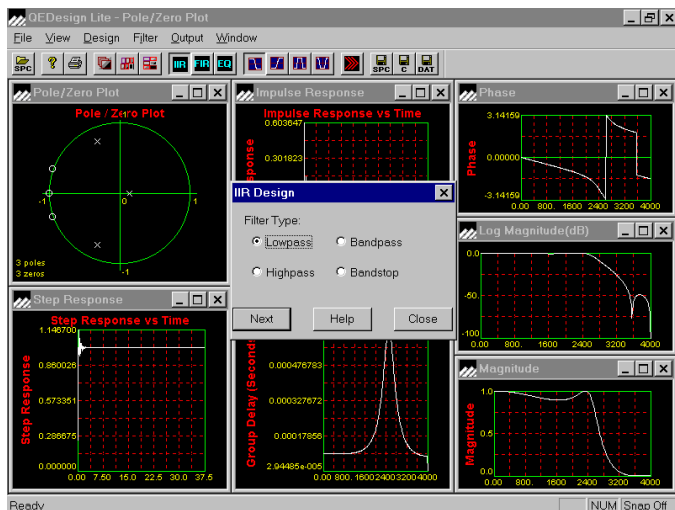 QEDesign Lite - Pole/Zero Plot
File View Design Filter Output Window
SPC ? IIR FIR EQ SPC C DAT
Pole/Zero Plot
Pole / Zero Plot
1
-1 0 1
-1
3 poles
3 zeros
Impulse Response
Impulse Response vs Time
0.603647
0.301823
Phase
Phase
3.14159
0.00000
-3.14159
0.00 800. 1600 2400 3200 4000
IIR Design
Filter Type:
Lowpass Bandpass
Highpass Bandstop
Next Help Close
Log Magnitude(dB)
0.0
-50.
-100
0.00 800. 1600 2400 3200 4000
Step Response
Step Response vs Time
Step Response
1.146700
0.860026
0.573351
0.286675
0.000000
0.00 7.50 15.0 22.5 30.0 37.5
Group Delay (Seconds
0.000476793
0.000327672
0.00017856
2.94485e-005
0.00 800. 1600 2400 3200 4000
Magnitude
Magnitude
1.0
0.5
0.0
0.00 800. 1600 2400 3200 4000
Ready NUM Snap Off